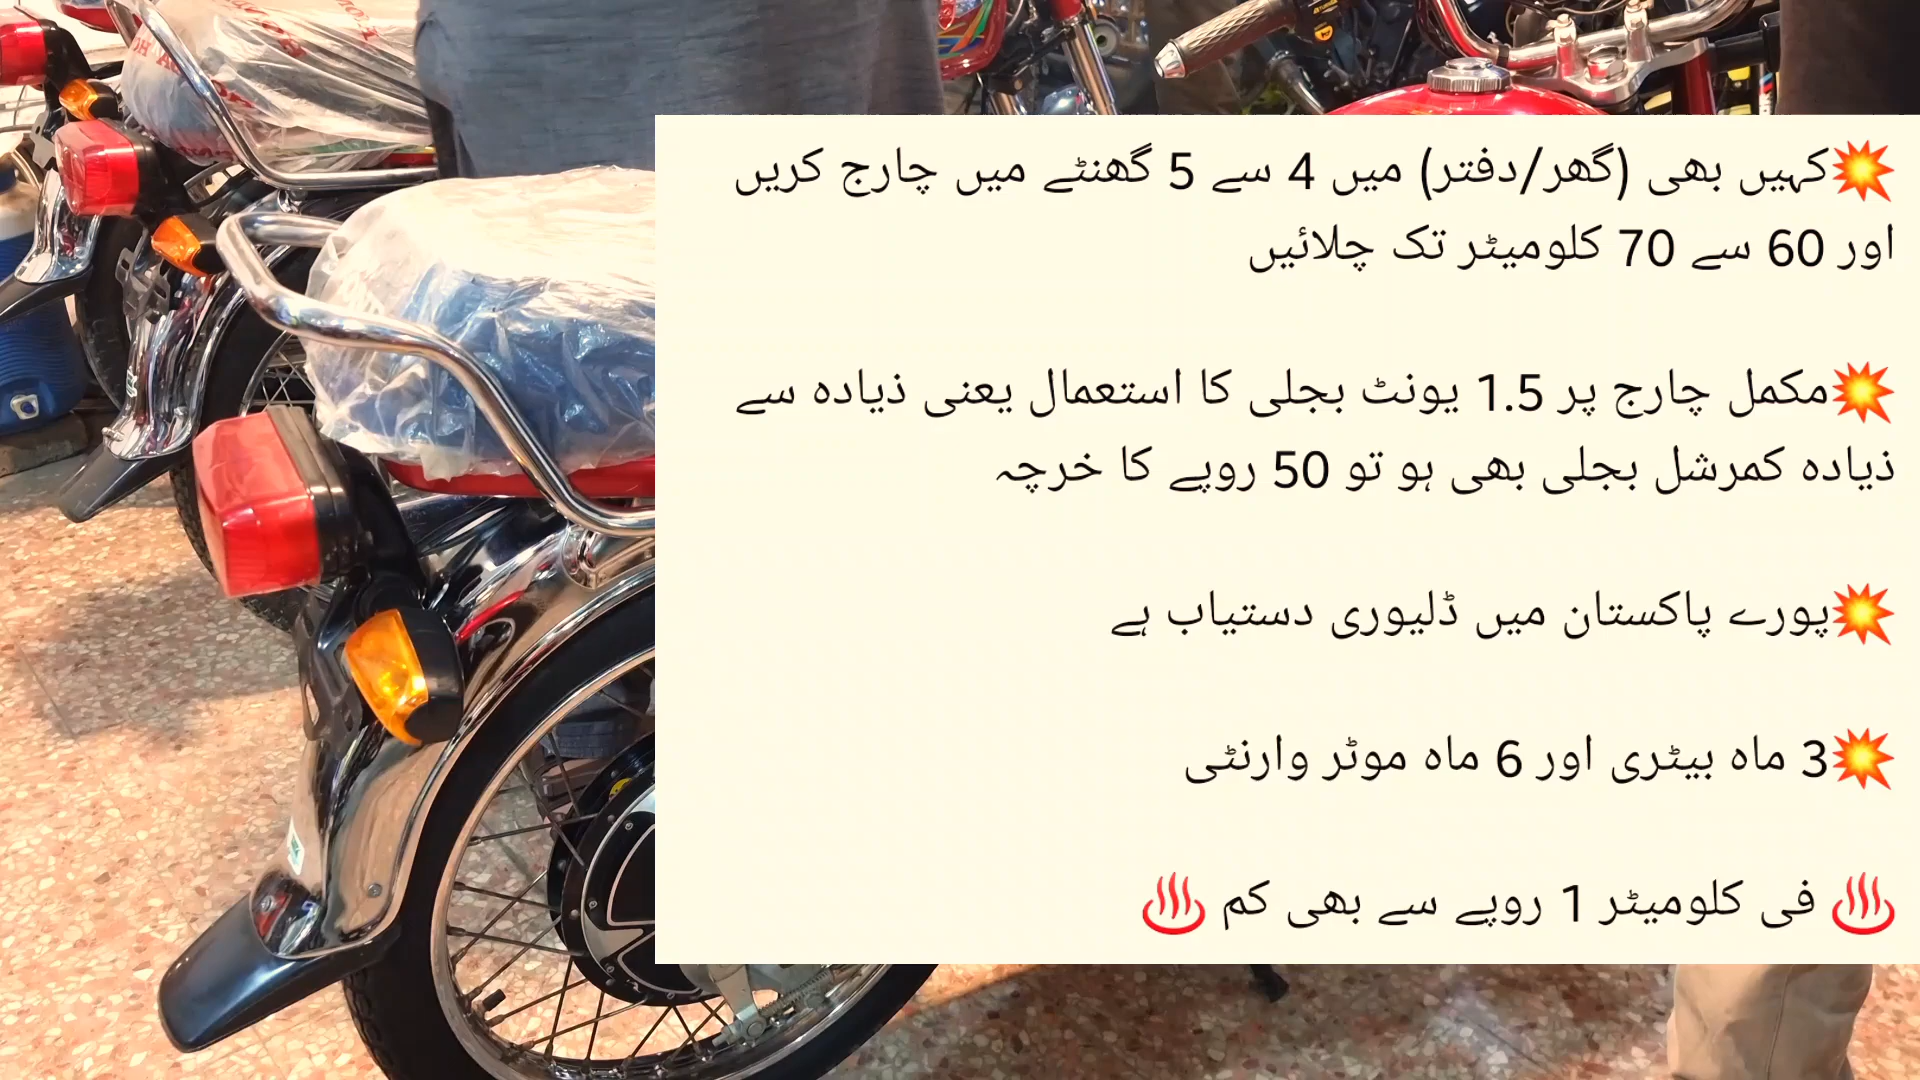 💥کہیں بھی (گھر/دفتر) میں 4 سے 5 گھنٹے میں چارج کریں
اور 60 سے 70 کلومیٹر تک چلائیں
💥مکمل چارج پر 1.5 یونٹ بجلی کا استعمال یعنی ذیادہ سے
ذیادہ کمرشل بجلی بھی ہو تو 50 روپے کا خرچہ
💥پورے پاکستان میں ڈلیوری دستیاب ہے
💥3 ماہ بیٹری اور 6 ماہ موٹر وارنٹی
♨️ فی کلومیٹر 1 روپے سے بھی کم ♨️